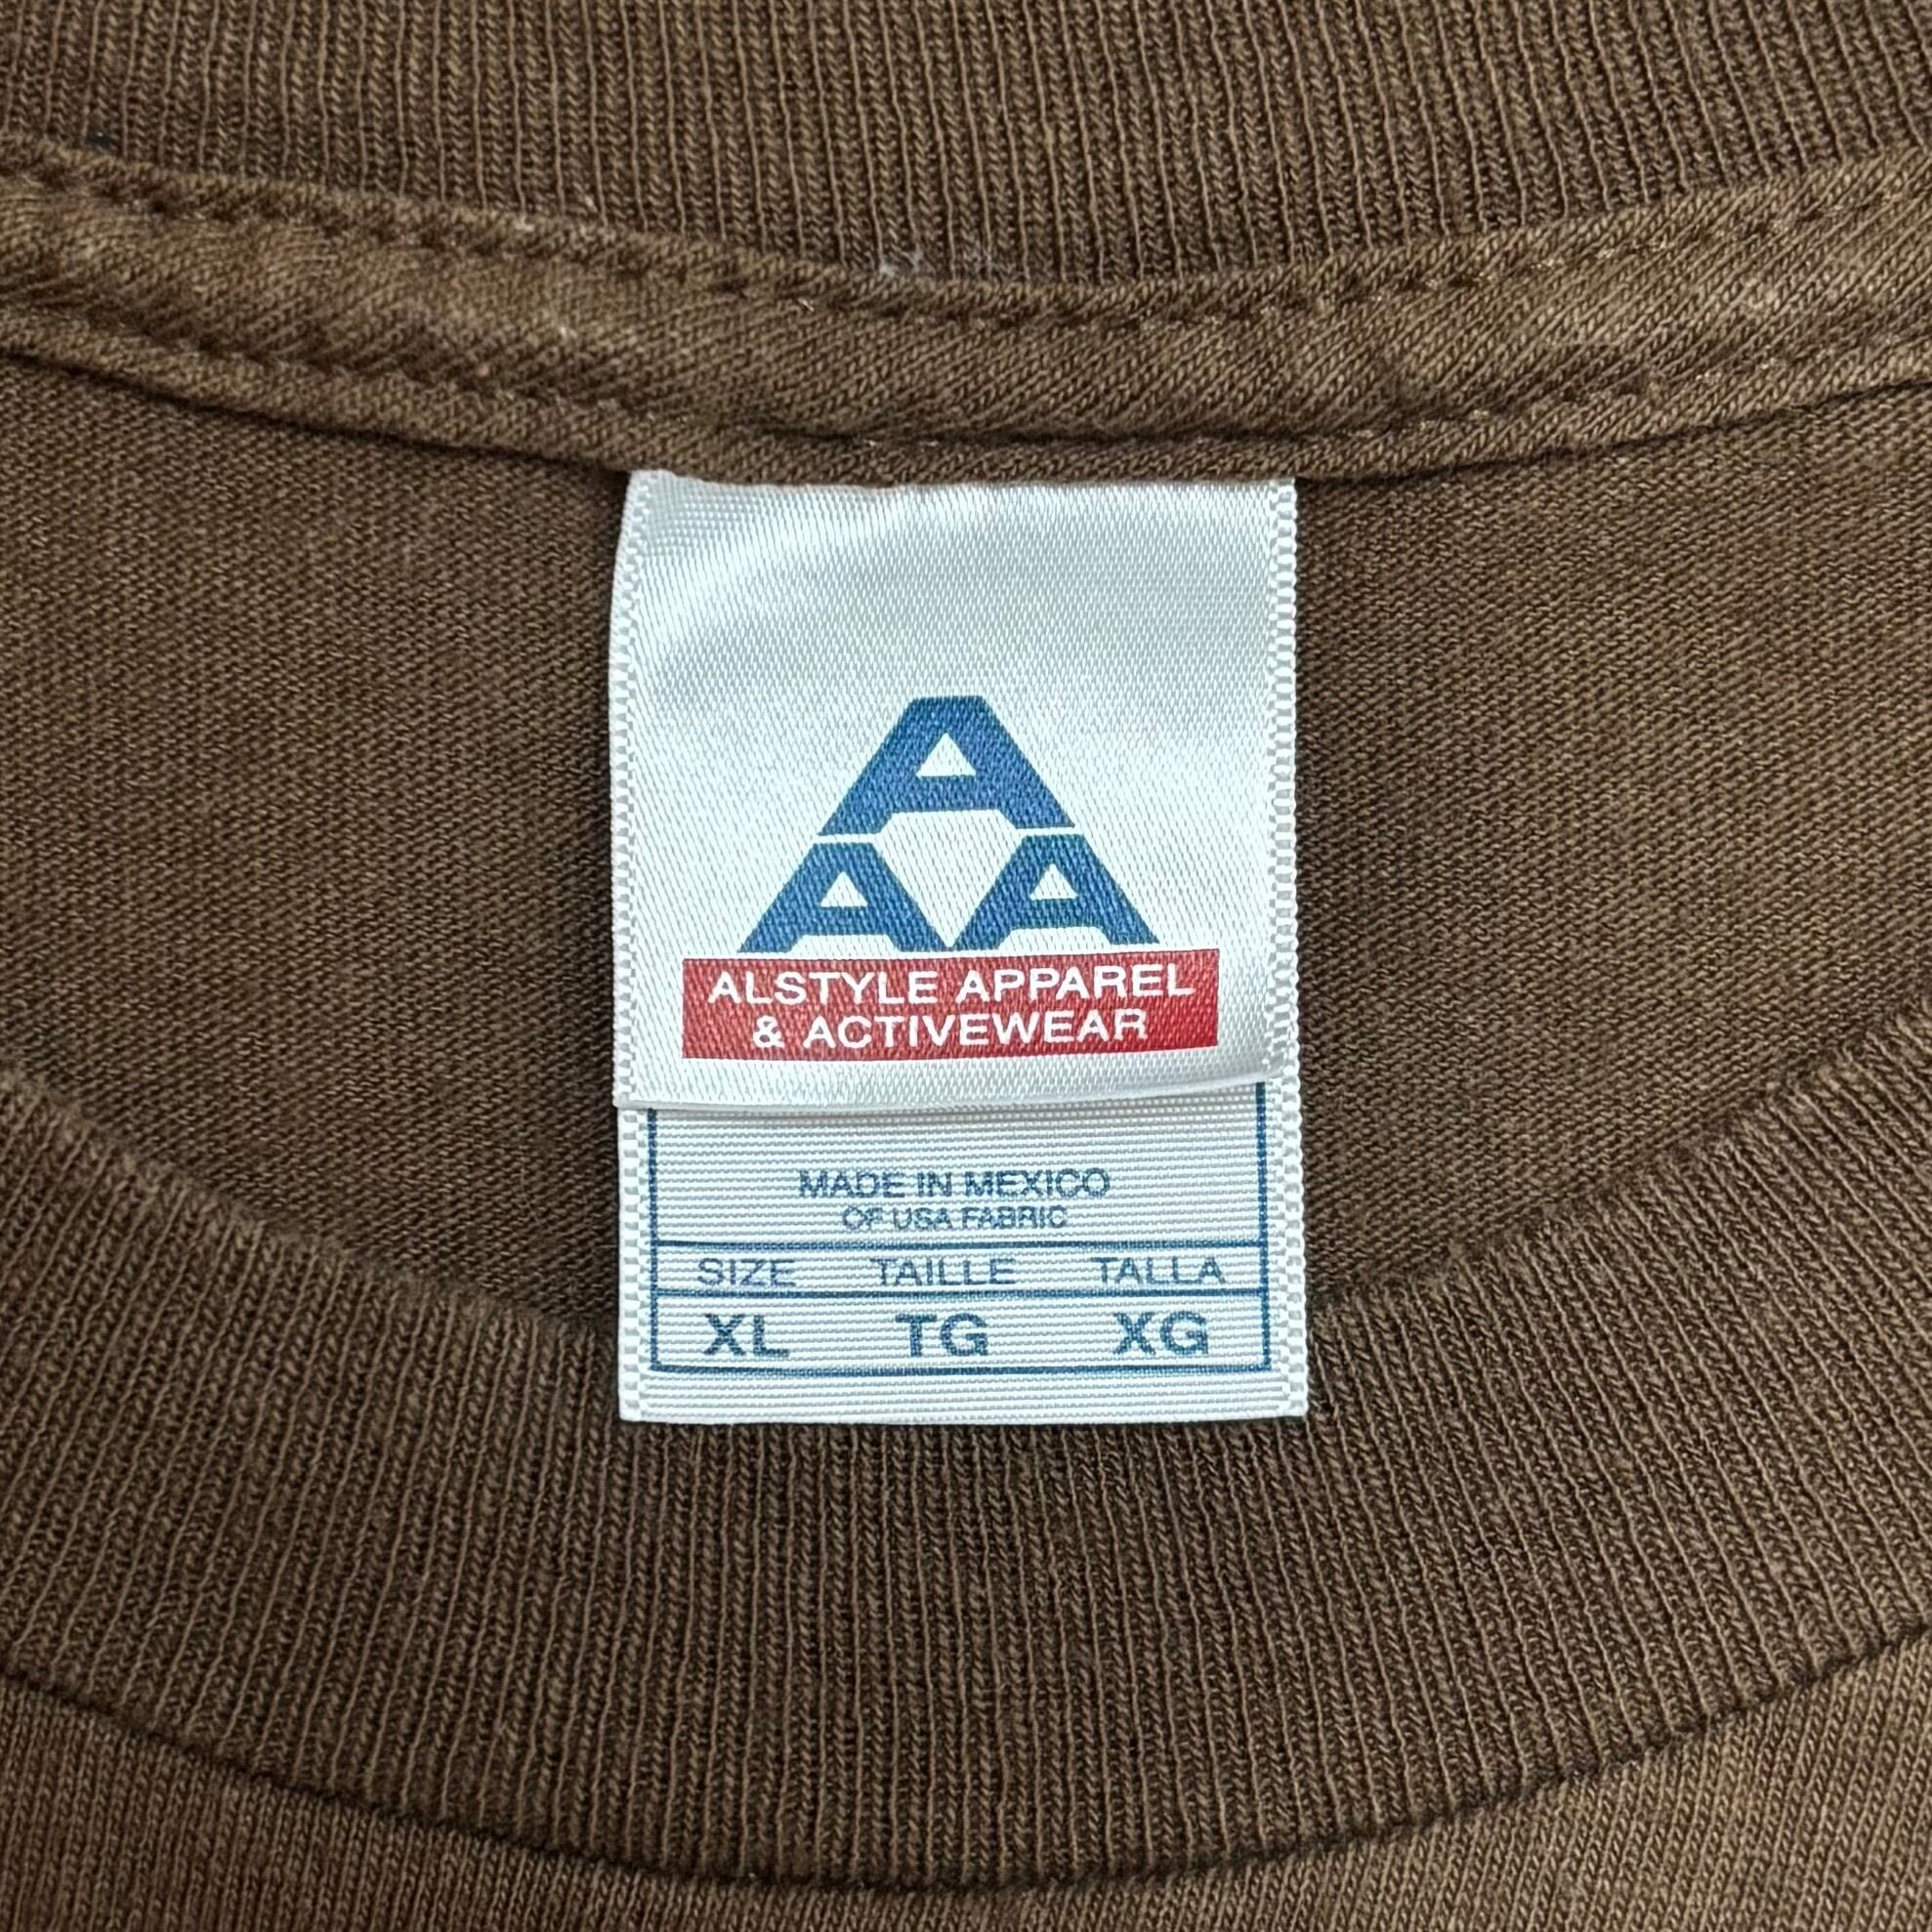 A
A A
ALSTYLE APPAREL
& ACTIVEWEAR
MADE IN MEXICO
OF USA FABRIC
SIZE TAILLE TALLA
XL TG XG